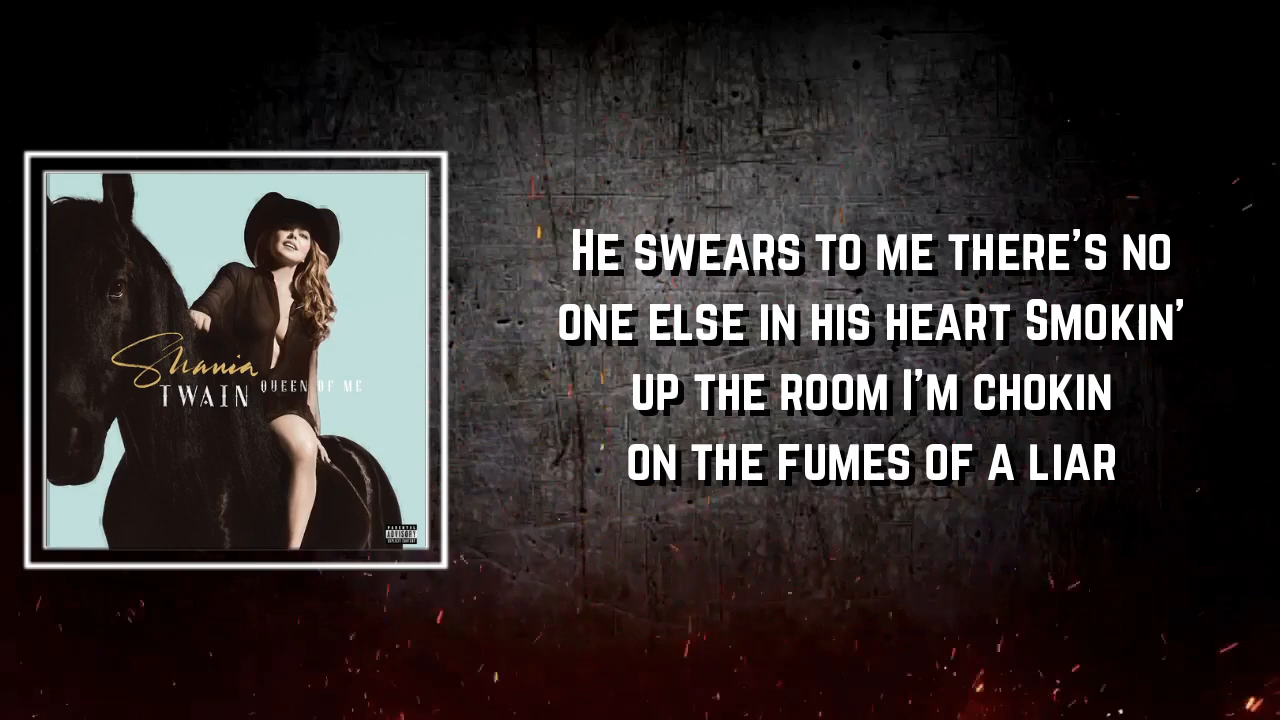 Shania
TWAIN QUEEN OF ME
PARENTAL
ADVISORY
EXPLICIT CONTENT
He swears to me there's no
one else in his heart Smokin'
up the room I'm chokin
on the fumes of a liar